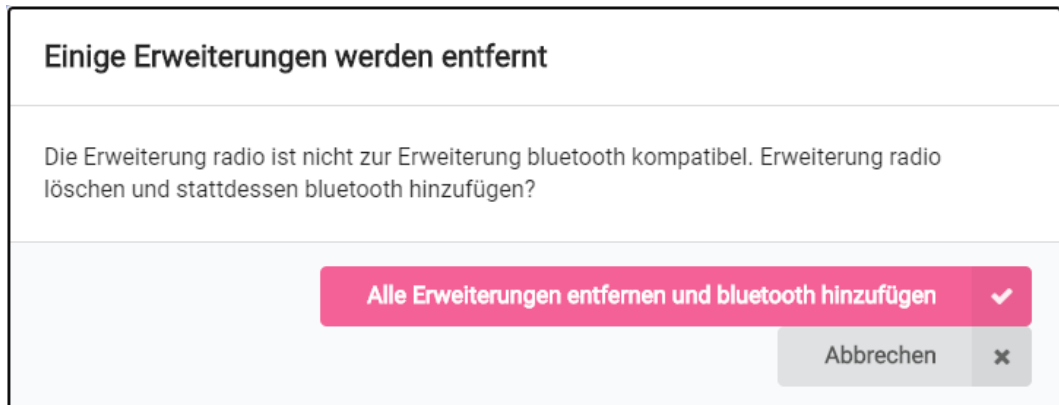 Einige Erweiterungen werden entfernt
Die Erweiterung radio ist nicht zur Erweiterung bluetooth kompatibel. Erweiterung radio
löschen und stattdessen bluetooth hinzufügen?
Alle Erweiterungen entfernen und bluetooth hinzufügen
Abbrechen